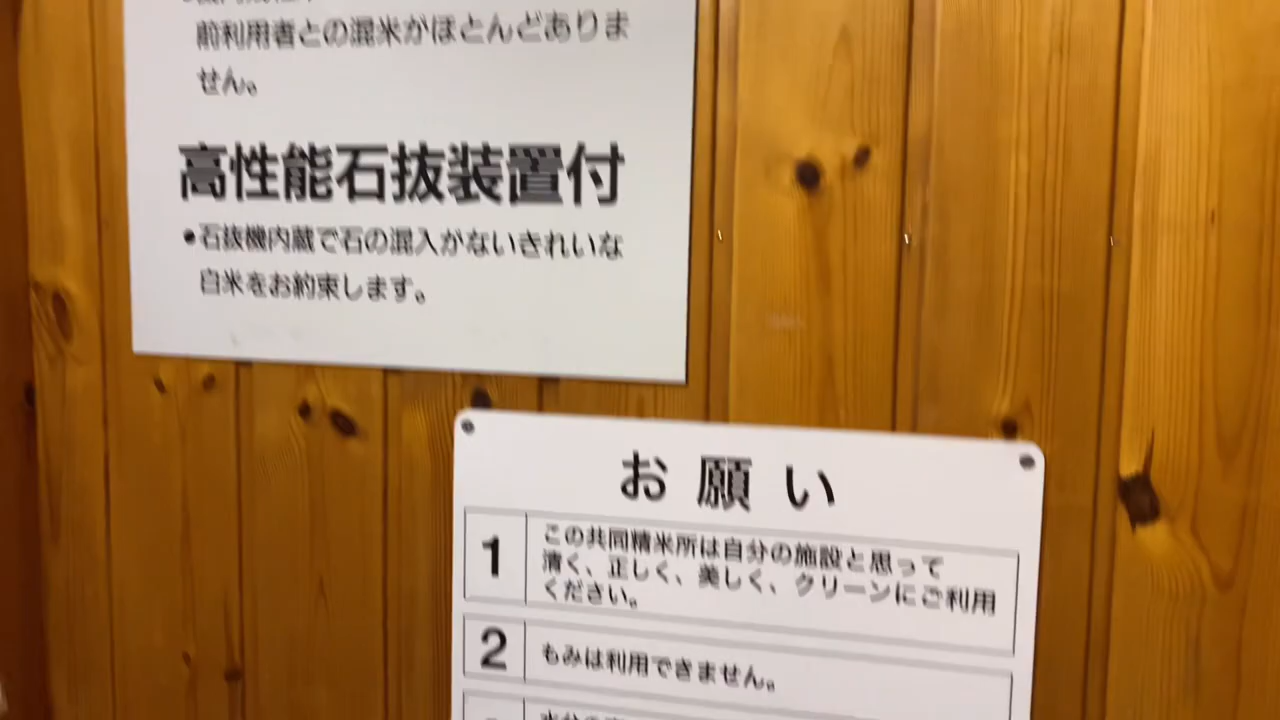 前利用者との混米がほとんどありま
せん。
高性能石抜装置付
●石抜機内蔵で石の混入がないきれいな
白米をお約束します。
お願い
1
この共同精米所は自分の施設と思って
清く、正しく、美しく、クリーンにご利用
ください。
2
もみは利用できません。